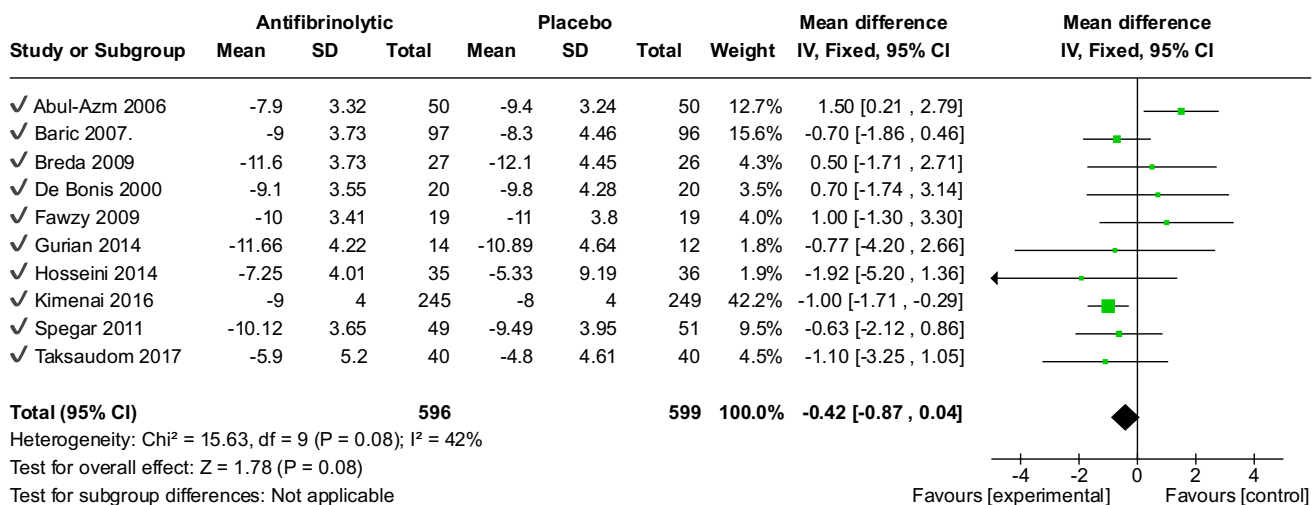 Antifibrinolytic Placebo Mean difference Mean difference
Study or Subgroup Mean SD Total Mean SD Total Weight IV, Fixed, 95% CI IV, Fixed, 95% CI
✓ Abul-Azm 2006 -7.9 3.32 50 -9.4 3.24 50 12.7% 1.50 [0.21 , 2.79]
✓ Baric 2007. -9 3.73 97 -8.3 4.46 96 15.6% -0.70 [-1.86 , 0.46]
✓ Breda 2009 -11.6 3.73 27 -12.1 4.45 26 4.3% 0.50 [-1.71 , 2.71]
✓ De Bonis 2000 -9.1 3.55 20 -9.8 4.28 20 3.5% 0.70 [-1.74 , 3.14]
✓ Fawzy 2009 -10 3.41 19 -11 3.8 19 4.0% 1.00 [-1.30 , 3.30]
✓ Gurian 2014 -11.66 4.22 14 -10.89 4.64 12 1.8% -0.77 [-4.20 , 2.66]
✓ Hosseini 2014 -7.25 4.01 35 -5.33 9.19 36 1.9% -1.92 [-5.20 , 1.36]
✓ Kimenai 2016 -9 4 245 -8 4 249 42.2% -1.00 [-1.71 , -0.29]
✓ Spegar 2011 -10.12 3.65 49 -9.49 3.95 51 9.5% -0.63 [-2.12 , 0.86]
✓ Taksaudom 2017 -5.9 5.2 40 -4.8 4.61 40 4.5% -1.10 [-3.25 , 1.05]
Total (95% CI) 596 599 100.0% -0.42 [-0.87 , 0.04]
Heterogeneity: Chi² = 15.63, df = 9 (P = 0.08); I² = 42%
Test for overall effect: Z = 1.78 (P = 0.08)
-4 -2 0 2 4
Test for subgroup differences: Not applicable
Favours [experimental] Favours [control]